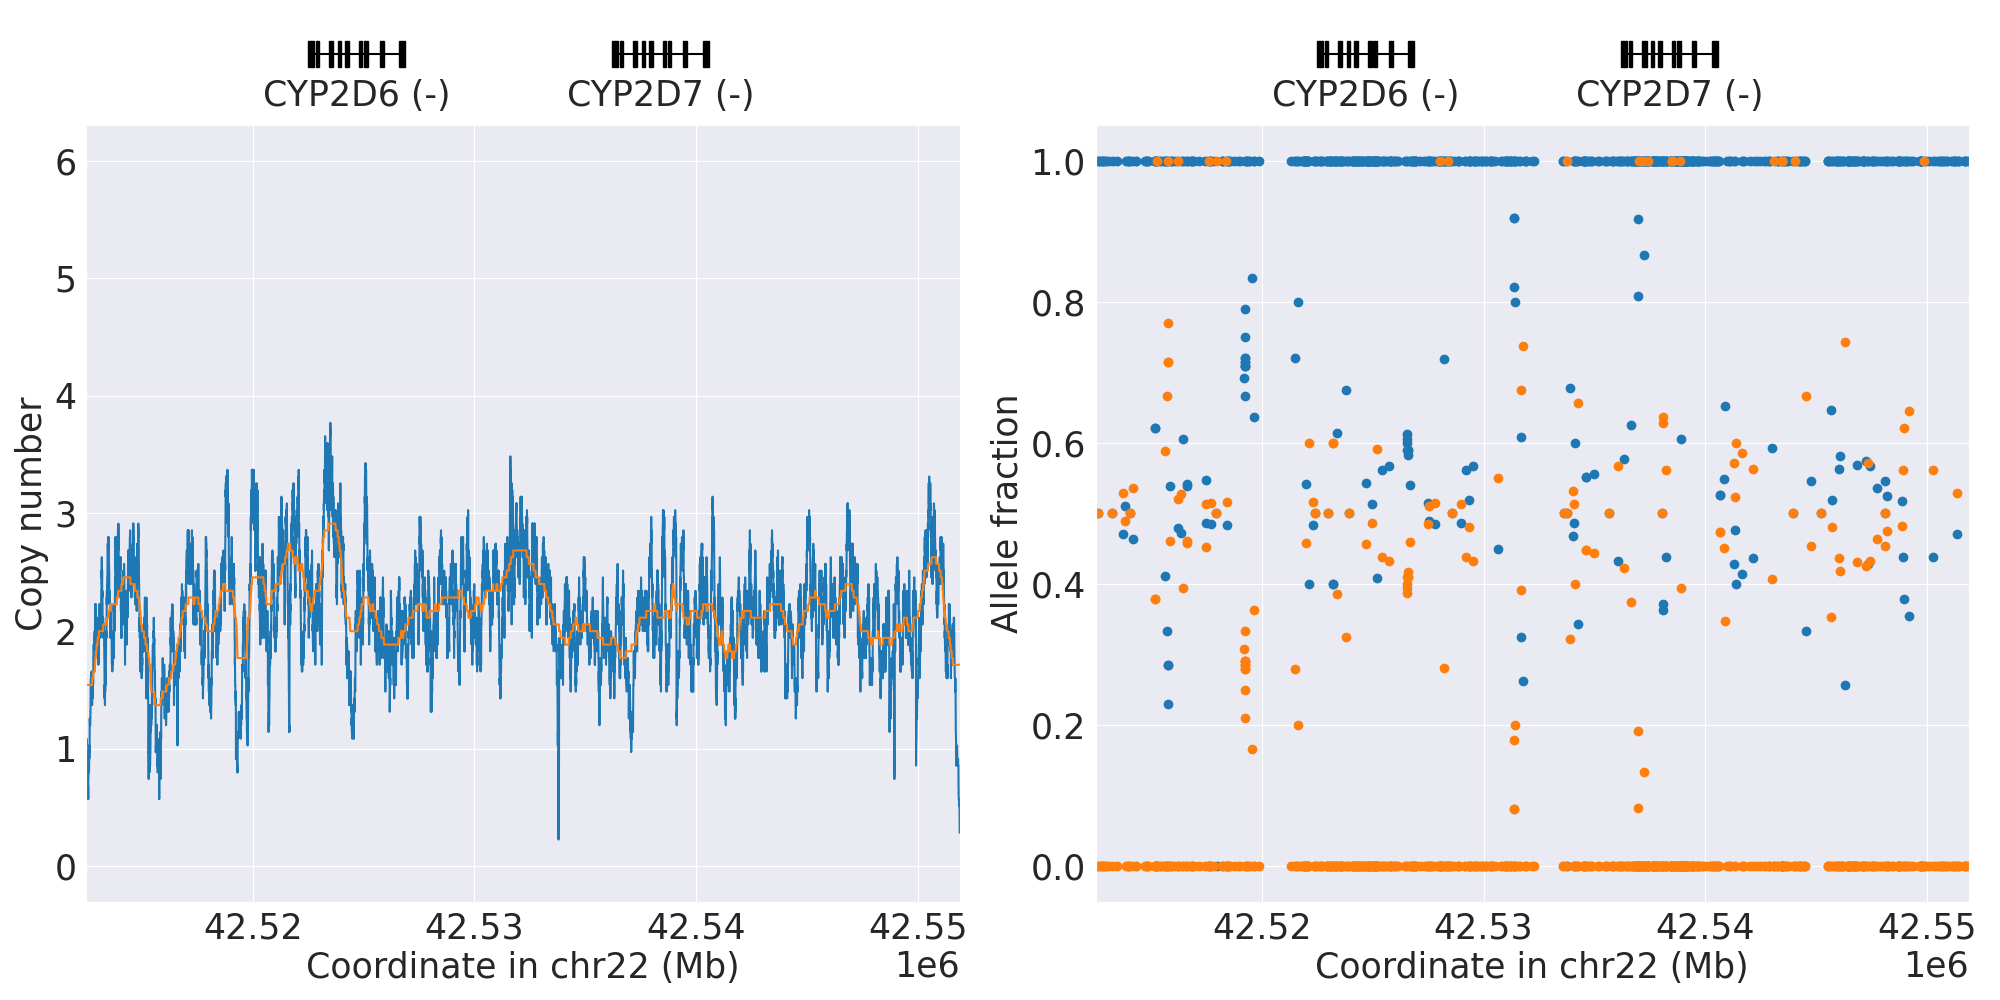 CYP2D6 (-) CYP2D7 (-)
Copy number
6
5
4
3
2
1
0
42.52 42.53 42.54 42.55
Coordinate in chr22 (Mb)
1e6
CYP2D6 (-) CYP2D7 (-)
Allele fraction
1.0
0.8
0.6
0.4
0.2
0.0
42.52 42.53 42.54 42.55
Coordinate in chr22 (Mb)
1e6